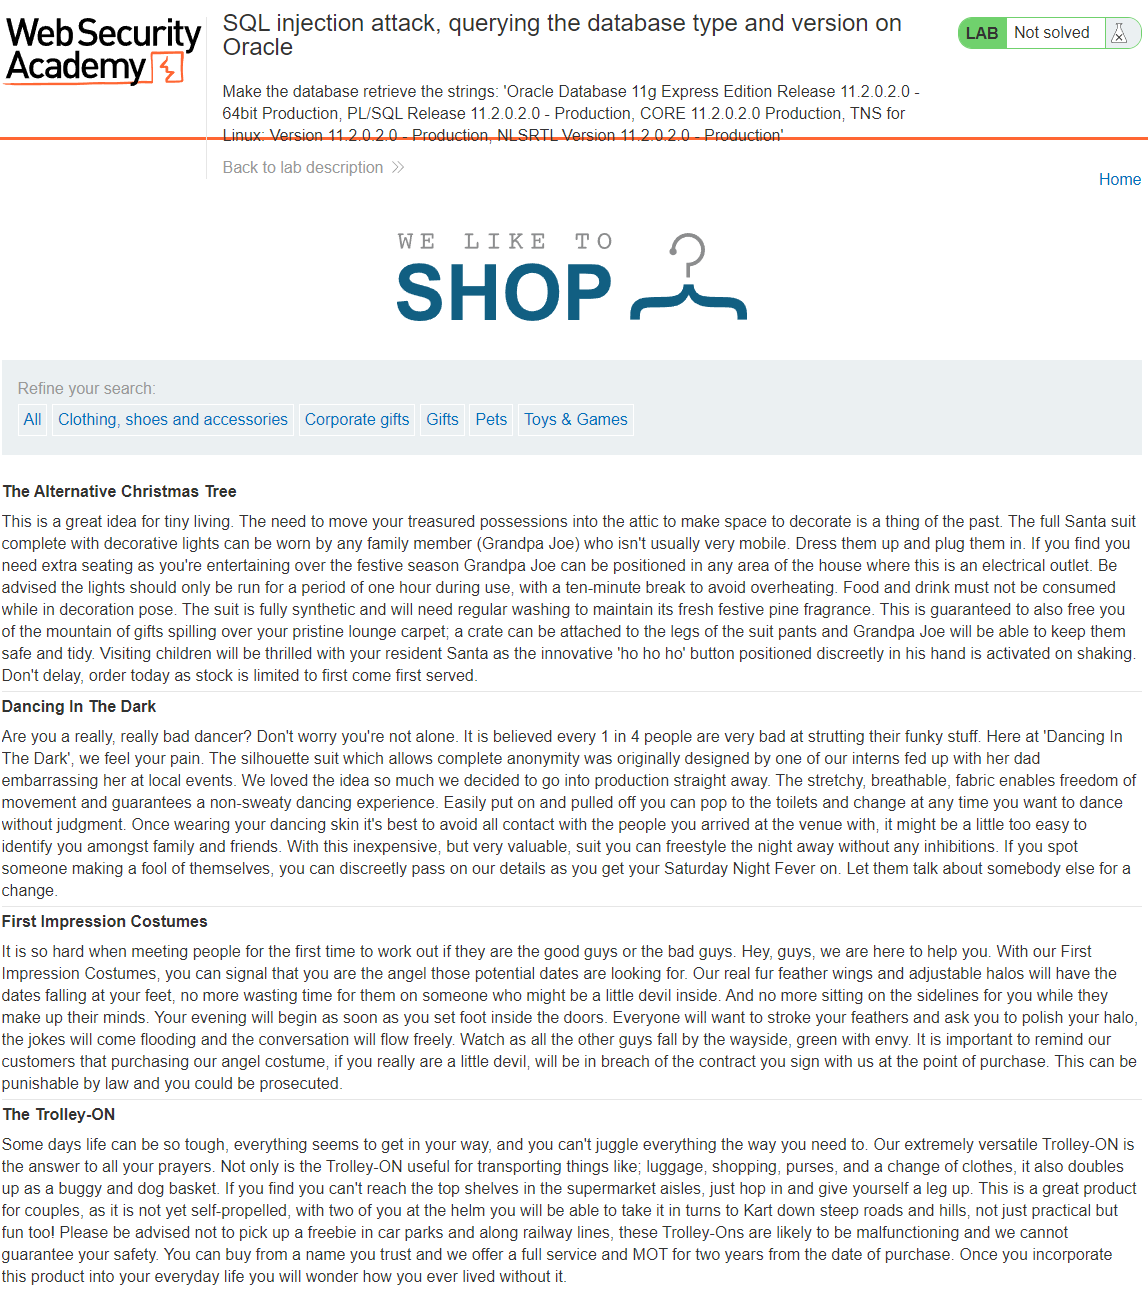 Web Security
Academy
SQL injection attack, querying the database type and version on
Oracle
LAB
Not solved
Make the database retrieve the strings: 'Oracle Database 11g Express Edition Release 11.2.0.2.0 -
64bit Production, PL/SQL Release 11.2.0.2.0 - Production, CORE 11.2.0.2.0 Production, TNS for
Linux: Version 11.2.0.2.0 - Production, NLSRTL Version 11.2.0.2.0 - Production'
Back to lab description
Home
WE LIKE TO
SHOP
Refine your search:
All
Clothing, shoes and accessories
Corporate gifts
Gifts
Pets
Toys & Games
The Alternative Christmas Tree
This is a great idea for tiny living. The need to move your treasured possessions into the attic to make space to decorate is a thing of the past. The full Santa suit
complete with decorative lights can be worn by any family member (Grandpa Joe) who isn't usually very mobile. Dress them up and plug them in. If you find you
need extra seating as you're entertaining over the festive season Grandpa Joe can be positioned in any area of the house where this is an electrical outlet. Be
advised the lights should only be run for a period of one hour during use, with a ten-minute break to avoid overheating. Food and drink must not be consumed
while in decoration pose. The suit is fully synthetic and will need regular washing to maintain its fresh festive pine fragrance. This is guaranteed to also free you
of the mountain of gifts spilling over your pristine lounge carpet; a crate can be attached to the legs of the suit pants and Grandpa Joe will be able to keep them
safe and tidy. Visiting children will be thrilled with your resident Santa as the innovative 'ho ho ho' button positioned discreetly in his hand is activated on shaking.
Don't delay, order today as stock is limited to first come first served.
Dancing In The Dark
Are you a really, really bad dancer? Don't worry you're not alone. It is believed every 1 in 4 people are very bad at strutting their funky stuff. Here at 'Dancing In
The Dark', we feel your pain. The silhouette suit which allows complete anonymity was originally designed by one of our interns fed up with her dad
embarrassing her at local events. We loved the idea so much we decided to go into production straight away. The stretchy, breathable, fabric enables freedom of
movement and guarantees a non-sweaty dancing experience. Easily put on and pulled off you can pop to the toilets and change at any time you want to dance
without judgment. Once wearing your dancing skin it's best to avoid all contact with the people you arrived at the venue with, it might be a little too easy to
identify you amongst family and friends. With this inexpensive, but very valuable, suit you can freestyle the night away without any inhibitions. If you spot
someone making a fool of themselves, you can discreetly pass on our details as you get your Saturday Night Fever on. Let them talk about somebody else for a
change.
First Impression Costumes
It is so hard when meeting people for the first time to work out if they are the good guys or the bad guys. Hey, guys, we are here to help you. With our First
Impression Costumes, you can signal that you are the angel those potential dates are looking for. Our real fur feather wings and adjustable halos will have the
dates falling at your feet, no more wasting time for them on someone who might be a little devil inside. And no more sitting on the sidelines for you while they
make up their minds. Your evening will begin as soon as you set foot inside the doors. Everyone will want to stroke your feathers and ask you to polish your halo,
the jokes will come flooding and the conversation will flow freely. Watch as all the other guys fall by the wayside, green with envy. It is important to remind our
customers that purchasing our angel costume, if you really are a little devil, will be in breach of the contract you sign with us at the point of purchase. This can be
punishable by law and you could be prosecuted.
The Trolley-ON
Some days life can be so tough, everything seems to get in your way, and you can't juggle everything the way you need to. Our extremely versatile Trolley-ON is
the answer to all your prayers. Not only is the Trolley-ON useful for transporting things like; luggage, shopping, purses, and a change of clothes, it also doubles
up as a buggy and dog basket. If you find you can't reach the top shelves in the supermarket aisles, just hop in and give yourself a leg up. This is a great product
for couples, as it is not yet self-propelled, with two of you at the helm you will be able to take it in turns to Kart down steep roads and hills, not just practical but
fun too! Please be advised not to pick up a freebie in car parks and along railway lines, these Trolley-Ons are likely to be malfunctioning and we cannot
guarantee your safety. You can buy from a name you trust and we offer a full service and MOT for two years from the date of purchase. Once you incorporate
this product into your everyday life you will wonder how you ever lived without it.